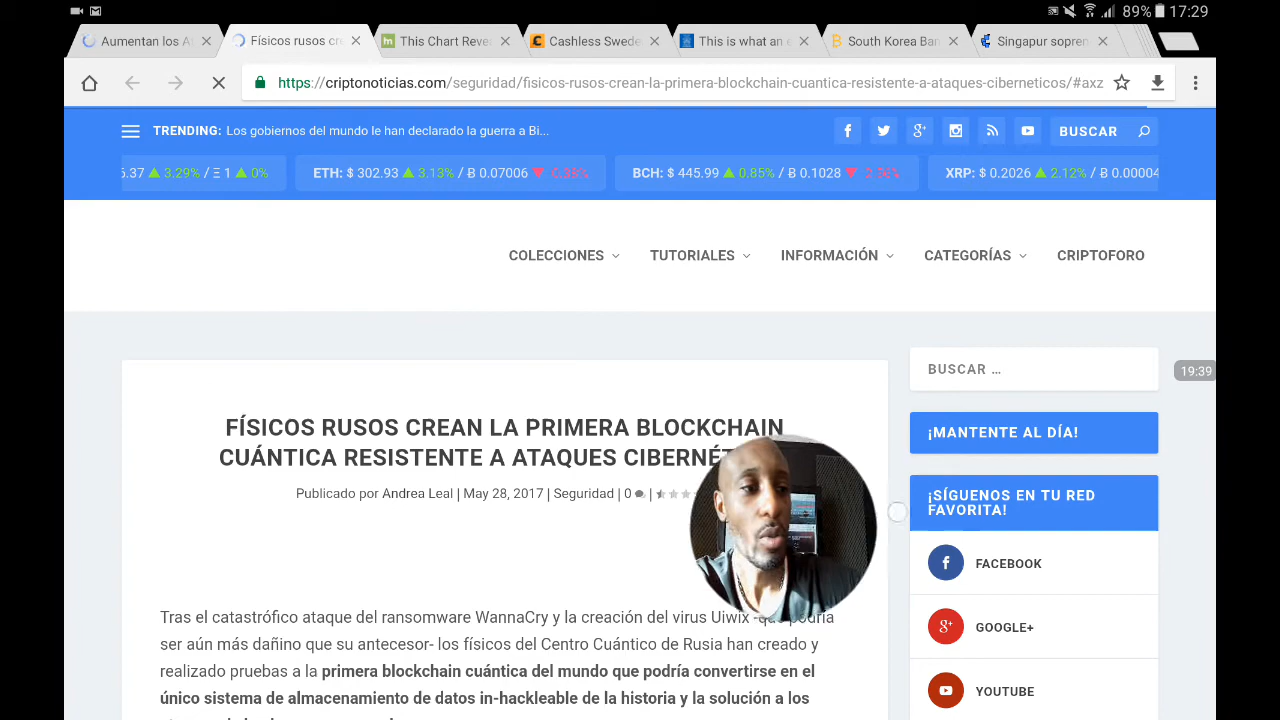 89% 17:29
Aumentan los A
Físicos rusos cre
This Chart Reve
Cashless Swede
This is what an e
South Korea Ban
Singapur sopre
https://criptonoticias.com/seguridad/fisicos-rusos-crean-la-primera-blockchain-cuantica-resistente-a-ataques-ciberneticos/#axz
TRENDING: Los gobiernos del mundo le han declarado la guerra a Bi...
BUSCAR
6.37 ▲ 3.29% / Ξ 1 ▲ 0%
ETH: $ 302.93 ▲ 3.13% / Ƀ 0.07006 ▼
BCH: $ 445.99 ▲ 0.85% / Ƀ 0.1028 ▼
XRP: $ 0.2026 ▲ 2.12% / Ƀ 0.00004
COLECCIONES
TUTORIALES
INFORMACIÓN
CATEGORÍAS
CRIPTOFORO
BUSCAR ...
19:39
¡MANTENTE AL DÍA!
FÍSICOS RUSOS CREAN LA PRIMERA BLOCKCHAIN
CUÁNTICA RESISTENTE A ATAQUES
Publicado por Andrea Leal | May 28, 2017 | Seguridad | 0 |
¡SÍGUENOS EN TU RED
FAVORITA!
FACEBOOK
GOOGLE+
YOUTUBE
Tras el catastrófico ataque del ransomware WannaCry y la creación del virus Uiwix -que podría
ser aún más dañino que su antecesor- los físicos del Centro Cuántico de Rusia han creado y
realizado pruebas a la primera blockchain cuántica del mundo que podría convertirse en el
único sistema de almacenamiento de datos in-hackleable de la historia y la solución a los